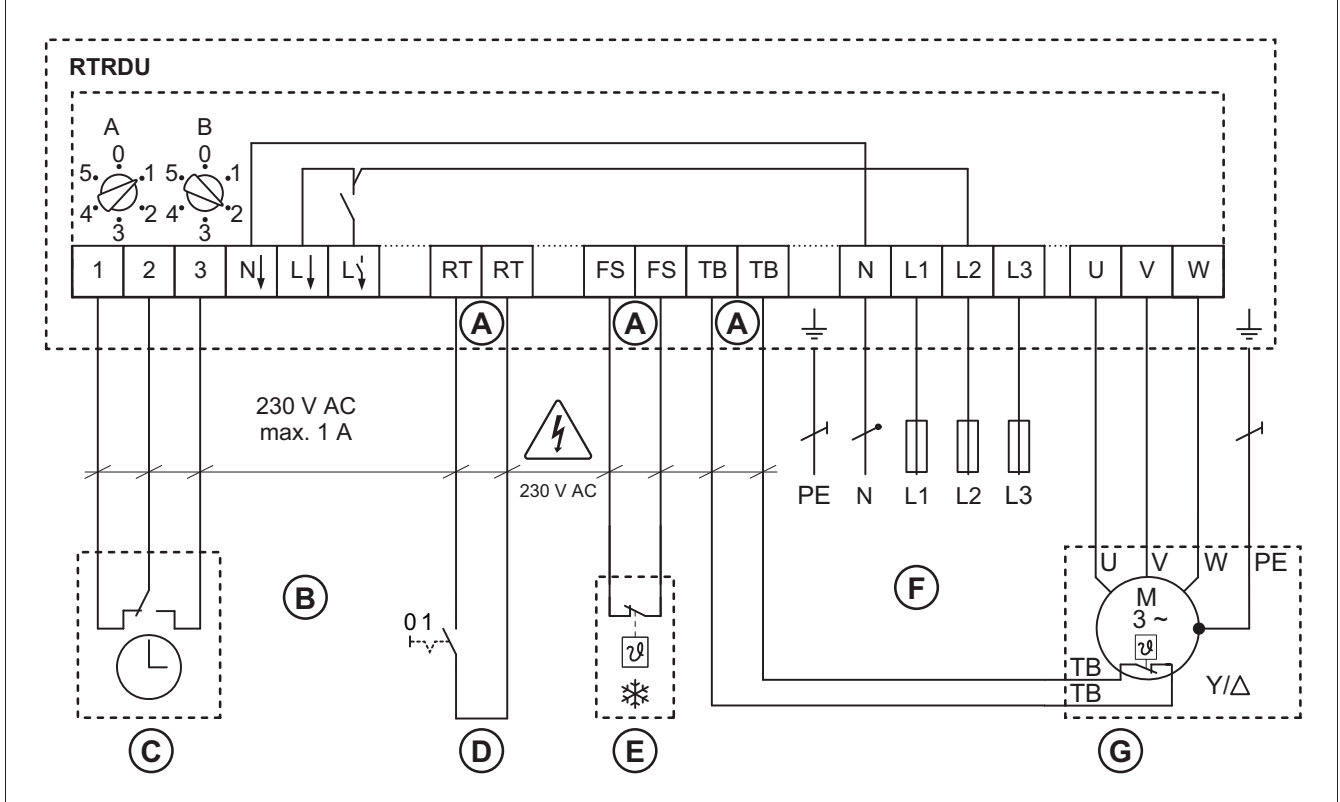 RTRDU
A B
0 0
5 1 5 1
4 2 4 2
3 3
1 2 3 N L L RT RT FS FS TB TB N L1 L2 L3 U V W
A A A
230 V AC
max. 1 A
230 V AC
PE N L1 L2 L3
U V W PE
B
F
M
3 ~
0 1
ϑ
ϑ
TB
TB
Y/△
C D E G